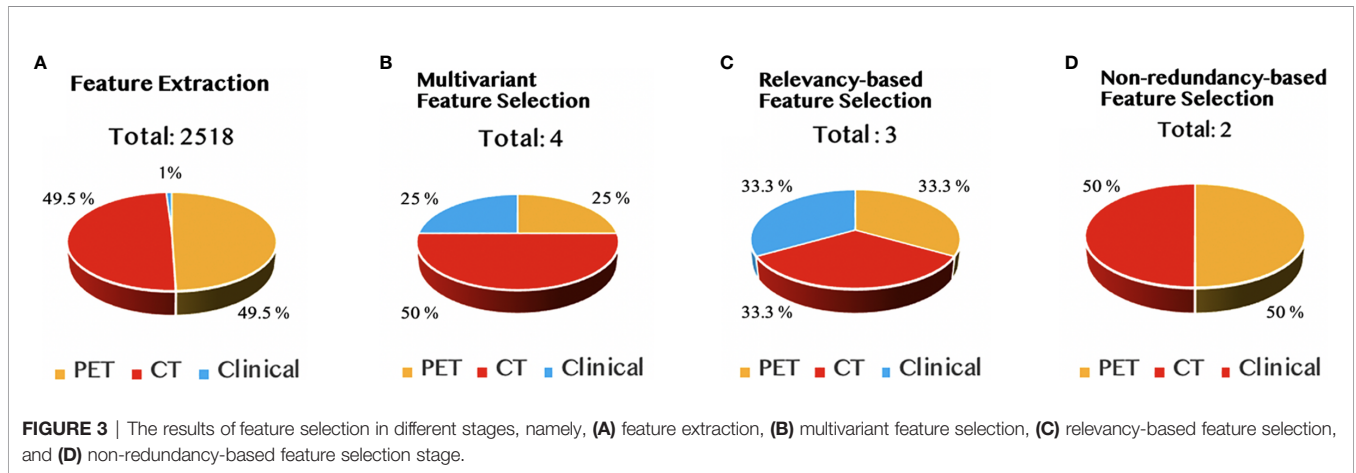 A
Feature Extraction
Total: 2518
1%
49.5 %
49.5 %
PET CT Clinical
B
Multivariant
Feature Selection
Total: 4
25 %
25 %
50 %
PET CT Clinical
C
Relevancy-based
Feature Selection
Total : 3
33.3 %
33.3 %
33.3 %
PET CT Clinical
D
Non-redundancy-based
Feature Selection
Total: 2
50 %
50 %
PET CT Clinical
FIGURE 3 | The results of feature selection in different stages, namely, (A) feature extraction, (B) multivariant feature selection, (C) relevancy-based feature selection,
and (D) non-redundancy-based feature selection stage.